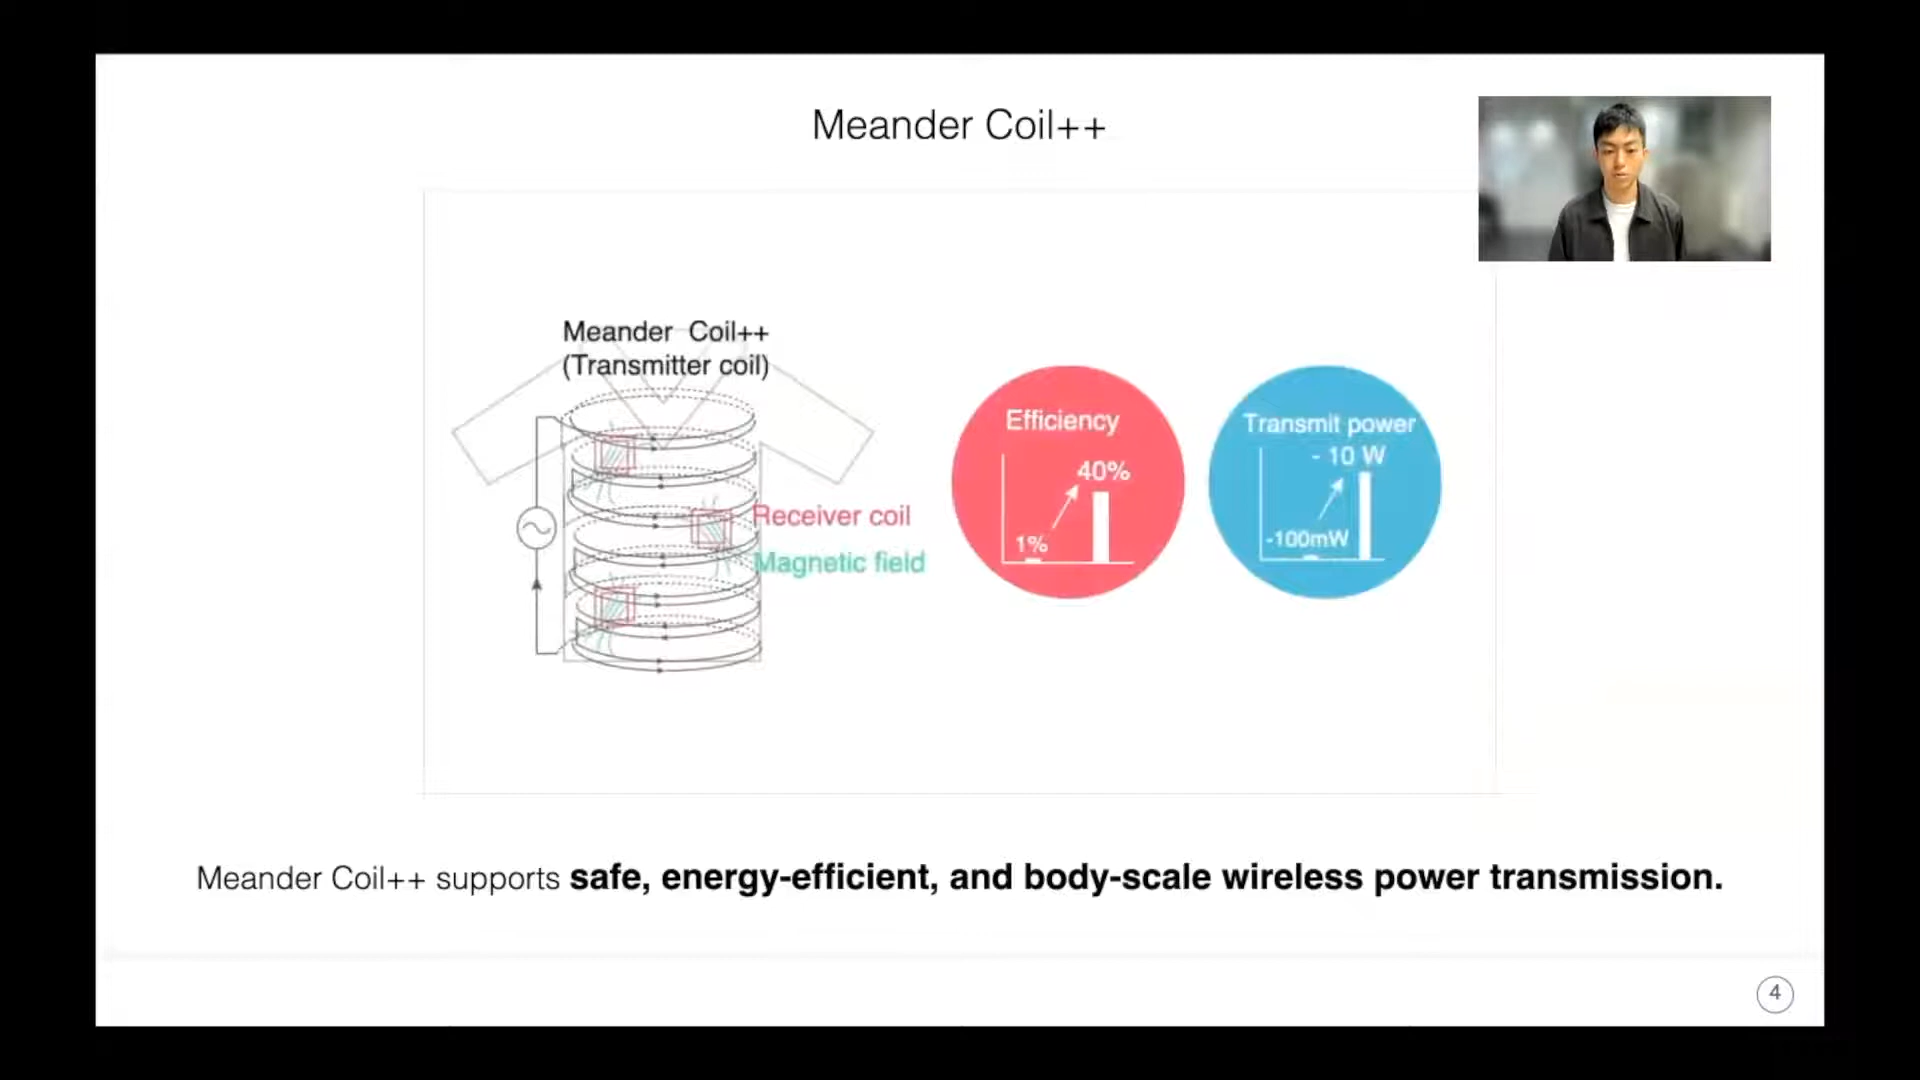 Meander Coil++
Meander Coil++
(Transmitter coil)
Receiver coil
Magnetic field
Efficiency
40%
1%
Transmit power
- 10 W
-100mW
Meander Coil++ supports safe, energy-efficient, and body-scale wireless power transmission.
4